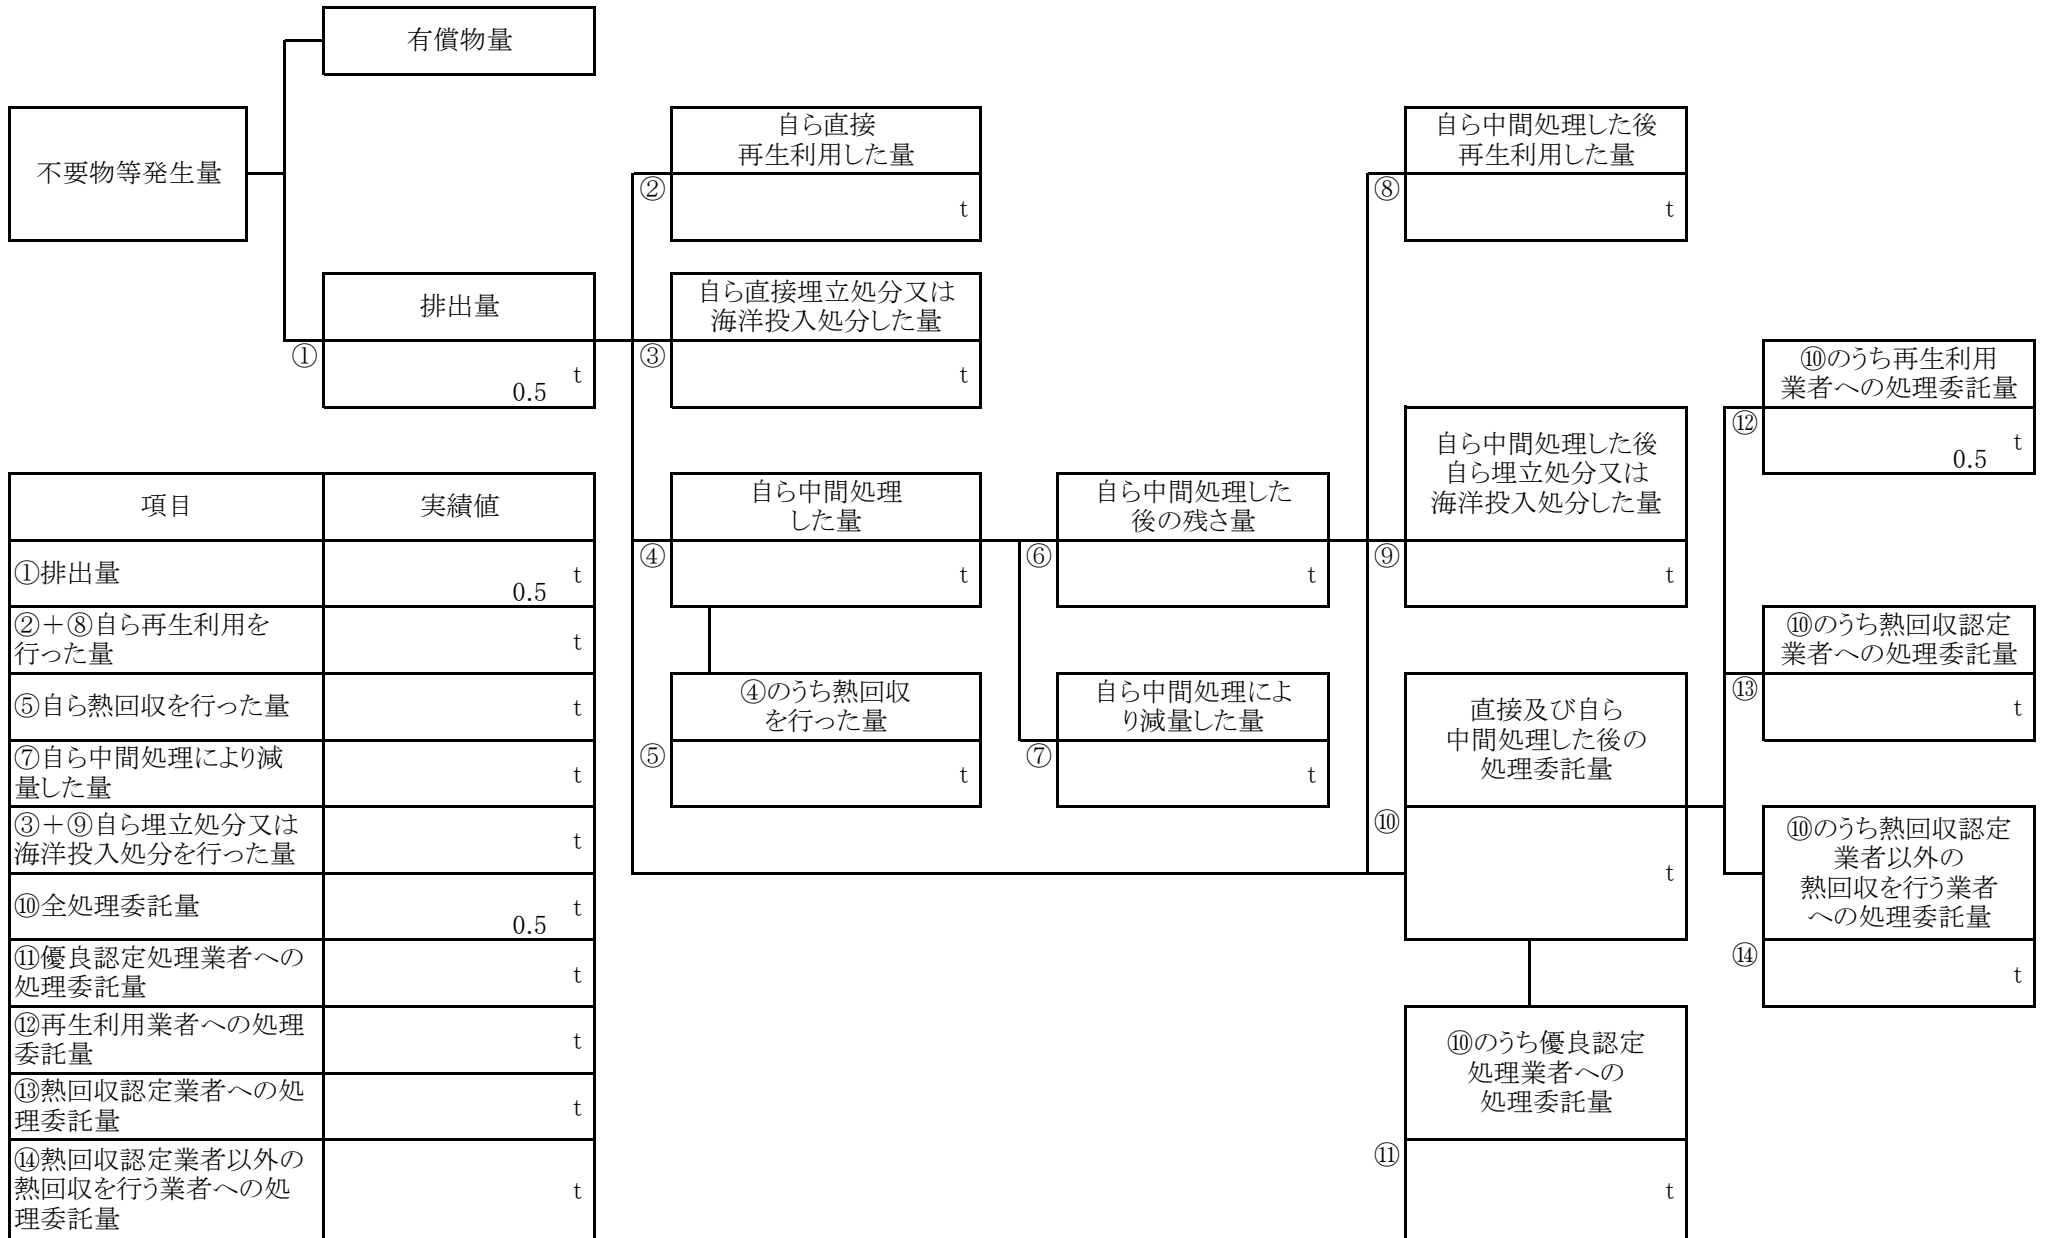 有償物量
不要物等発生量
自ら直接
再生利用した量
②
t
自ら中間処理した後
再生利用した量
⑧
t
排出量
①
t
0.5
自ら直接埋立処分又は
海洋投入処分した量
③
t
⑩のうち再生利用
業者への処理委託量
⑫
t
0.5
自ら中間処理
した量
④
t
自ら中間処理した
後の残さ量
⑥
t
自ら中間処理した後
自ら埋立処分又は
海洋投入処分した量
⑨
t
⑩のうち熱回収認定
業者への処理委託量
⑬
t
④のうち熱回収
を行った量
⑤
t
自ら中間処理によ
り減量した量
⑦
t
直接及び自ら
中間処理した後の
処理委託量
⑩
t
⑩のうち熱回収認定
業者以外の
熱回収を行う業者
への処理委託量
⑭
t
⑩のうち優良認定
処理業者への
処理委託量
⑪
t
項目
実績値
①排出量
t
0.5
②+⑧自ら再生利用を
行った量
t
⑤自ら熱回収を行った量
t
⑦自ら中間処理により減
量した量
t
③+⑨自ら埋立処分又は
海洋投入処分を行った量
t
⑩全処理委託量
t
0.5
⑪優良認定処理業者への
処理委託量
t
⑫再生利用業者への処理
委託量
t
⑬熱回収認定業者への処
理委託量
t
⑭熱回収認定業者以外の
熱回収を行う業者への処
理委託量
t